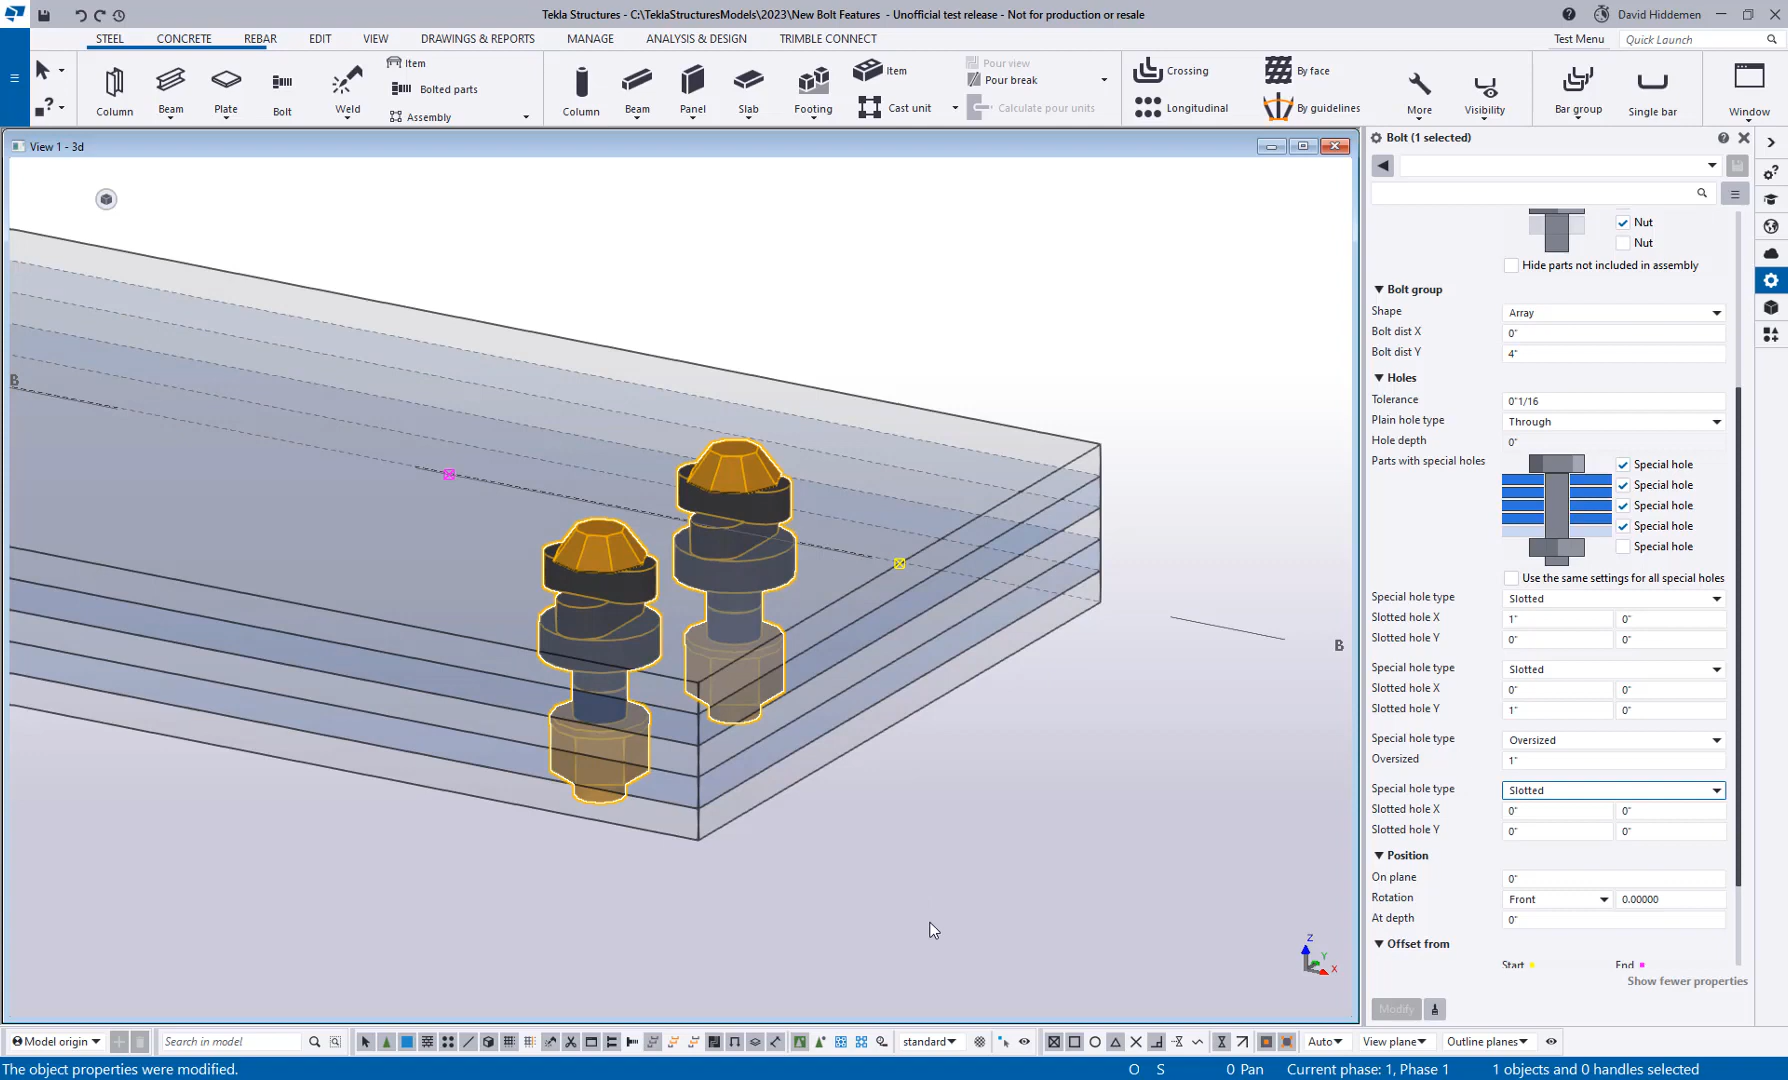 Tekla Structures - C:\TeklaStructuresModels\2023\New Bolt Features - Unofficial test release - Not for production or resale
David Hiddemen
STEEL CONCRETE REBAR EDIT VIEW DRAWINGS & REPORTS MANAGE ANALYSIS & DESIGN TRIMBLE CONNECT
Test Menu Quick Launch
Column Beam Plate Bolt Weld
Item
Bolted parts
Assembly
Column Beam Panel Slab Footing
Item
Cast unit
Pour view
Pour break
Calculate pour units
Crossing
Longitudinal
By face
By guidelines
More Visibility Bar group Single bar Window
View 1 - 3d
B
B
Z
Y
X
Bolt (1 selected)
Nut
Nut
Hide parts not included in assembly
Bolt group
Shape Array
Bolt dist X 0"
Bolt dist Y 4"
Holes
Tolerance 0"1/16
Plain hole type Through
Hole depth 0"
Parts with special holes
Special hole
Special hole
Special hole
Special hole
Special hole
Use the same settings for all special holes
Special hole type Slotted
Slotted hole X 1" 0"
Slotted hole Y 0" 0"
Special hole type Slotted
Slotted hole X 0" 0"
Slotted hole Y 1" 0"
Special hole type Oversized
Oversized 1"
Special hole type Slotted
Slotted hole X 0" 0"
Slotted hole Y 0" 0"
Position
On plane 0"
Rotation Front 0.00000
At depth 0"
Offset from
Start End
Show fewer properties
Modify
Model origin Search in model standard Auto View plane Outline planes
The object properties were modified. O S 0 Pan Current phase: 1, Phase 1 1 objects and 0 handles selected